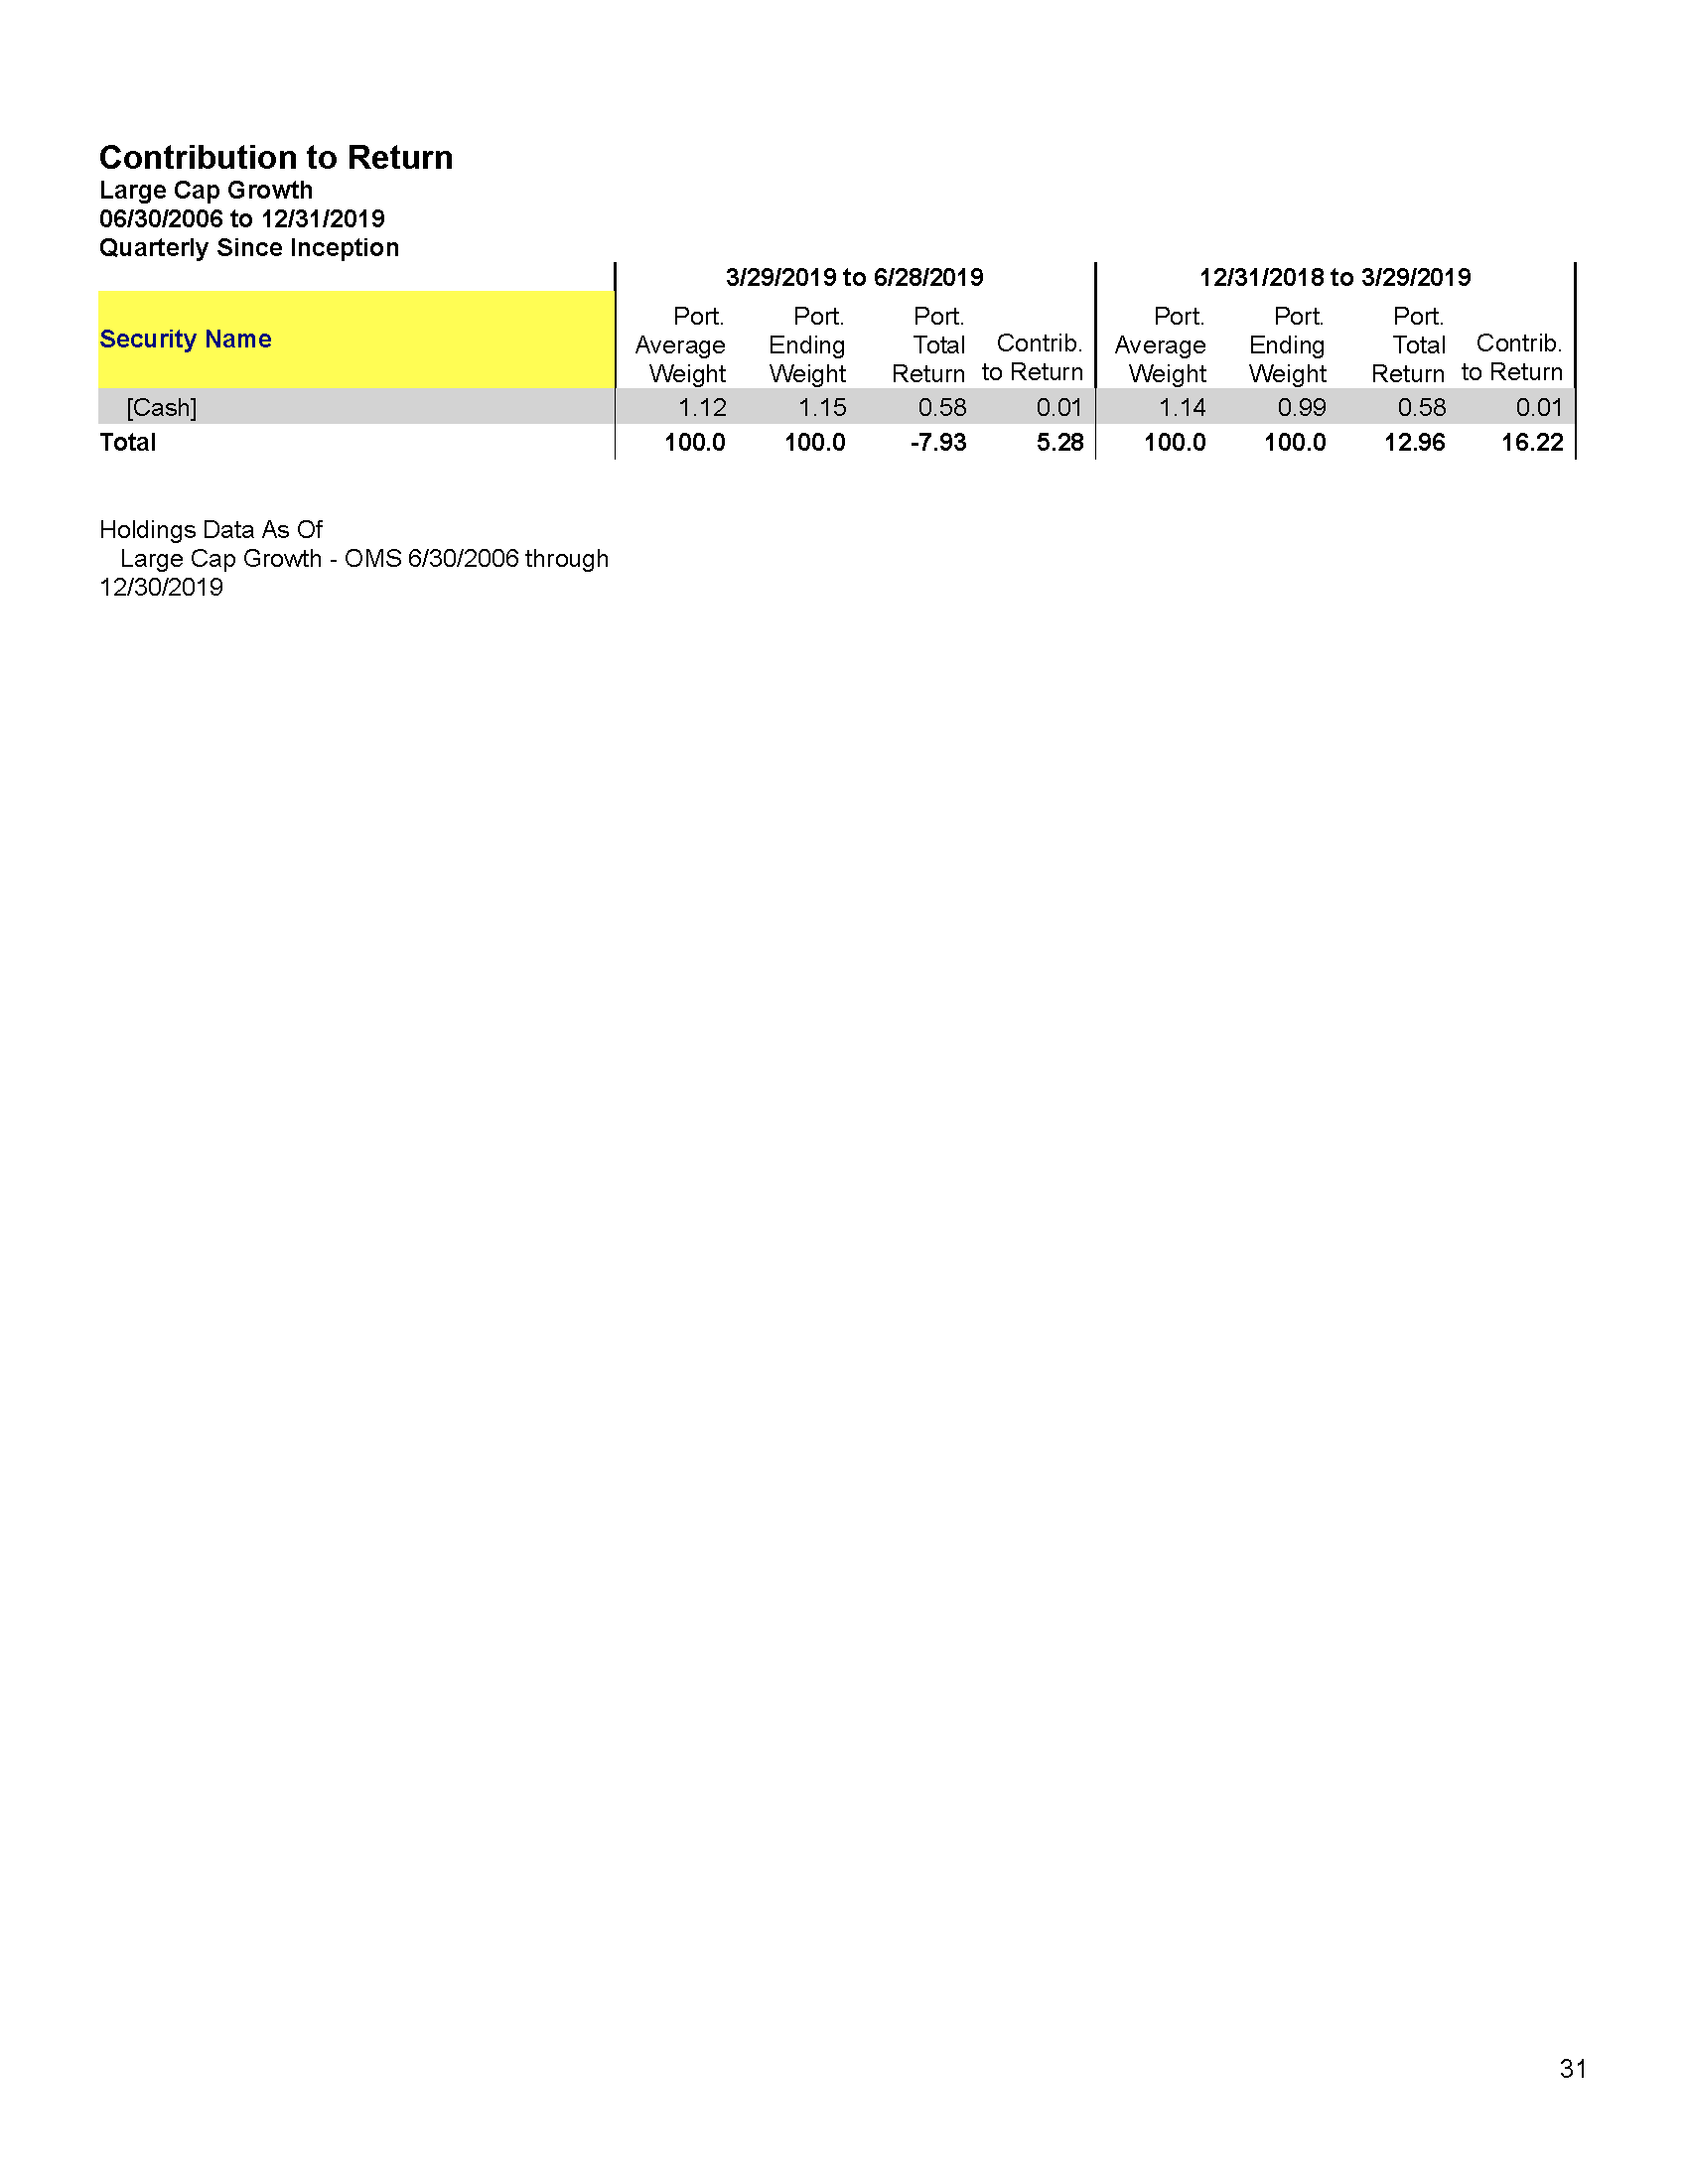 Contribution to Return
Large Cap Growth
06/30/2006 to 12/31/2019
Quarterly Since Inception
3/29/2019 to 6/28/2019 12/31/2018 to 3/29/2019
Security Name
Port. Port. Port. Port. Port. Port.
Average Ending Total Contrib. Average Ending Total Contrib.
Weight Weight Return to Return Weight Weight Return to Return
[Cash] 1.12 1.15 0.58 0.01 1.14 0.99 0.58 0.01
Total 100.0 100.0 -7.93 5.28 100.0 100.0 12.96 16.22
Holdings Data As Of
Large Cap Growth - OMS 6/30/2006 through
12/30/2019
31